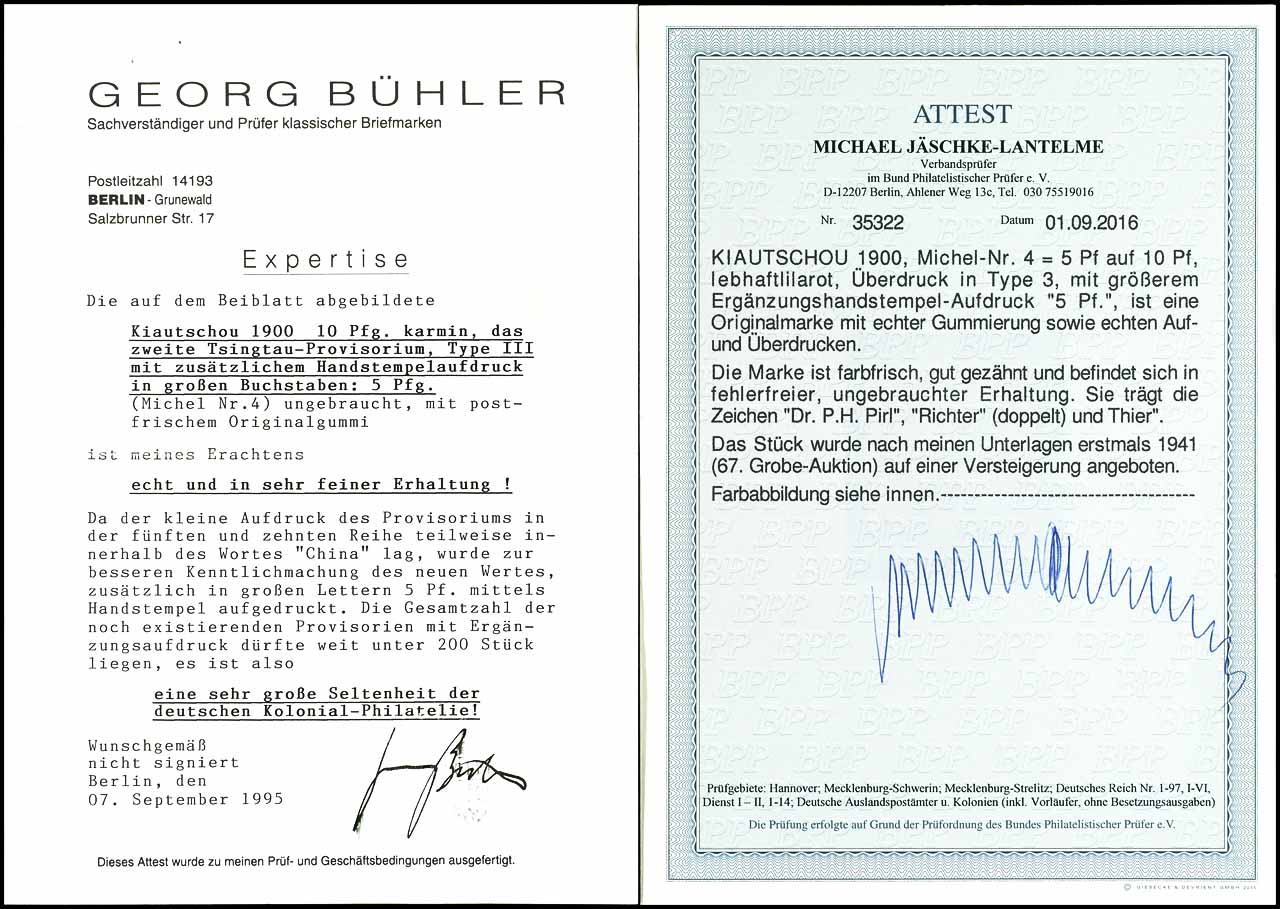 GEORG BÜHLER
Sachverständiger und Prüfer klassischer Briefmarken
Postleitzahl 14193
BERLIN - Grunewald
Salzbrunner Str. 17
Expertise
Die auf dem Beiblatt abgebildete
Kiautschou 1900 10 Pfg. karmin, das
zweite Tsingtau-Provisorium, Type III
mit zusätzlichem Handstempelaufdruck
in großen Buchstaben: 5 Pfg.
(Michel Nr.4) ungebraucht, mit post-
frischem Originalgummi
ist meines Erachtens
echt und in sehr feiner Erhaltung !
Da der kleine Aufdruck des Provisoriums in
der fünften und zehnten Reihe teilweise in-
nerhalb des Wortes "China" lag, wurde zur
besseren Kenntlichmachung des neuen Wertes,
zusätzlich in großen Lettern 5 Pf. mittels
Handstempel aufgedruckt. Die Gesamtzahl der
noch existierenden Provisorien mit Ergän-
zungsaufdruck dürfte weit unter 200 Stück
liegen, es ist also
eine sehr große Seltenheit der
deutschen Kolonial-Philatelie!
Wunschgemäß
nicht signiert
Berlin, den
07. September 1995
Dieses Attest wurde zu meinen Prüf- und Geschäftsbedingungen ausgefertigt.
ATTEST
MICHAEL JÄSCHKE-LANTELME
Verbandsprüfer
im Bund Philatelistischer Prüfer e. V.
D-12207 Berlin, Ahlener Weg 13c, Tel. 030 75519016
Nr. 35322 Datum 01.09.2016
KIAUTSCHOU 1900, Michel-Nr. 4 = 5 Pf auf 10 Pf,
lebhaftlilarot, Überdruck in Type 3, mit größerem
Ergänzungshandstempel-Aufdruck "5 Pf.", ist eine
Originalmarke mit echter Gummierung sowie echten Auf-
und Überdrucken.
Die Marke ist farbfrisch, gut gezähnt und befindet sich in
fehlerfreier, ungebrauchter Erhaltung. Sie trägt die
Zeichen "Dr. P.H. Pirl", "Richter" (doppelt) und Thier".
Das Stück wurde nach meinen Unterlagen erstmals 1941
(67. Grobe-Auktion) auf einer Versteigerung angeboten.
Farbabbildung siehe innen.--------------------------------------
Prüfgebiete: Hannover; Mecklenburg-Schwerin; Mecklenburg-Strelitz; Deutsches Reich Nr. 1-97, I-VI,
Dienst I – II, 1-14; Deutsche Auslandspostämter u. Kolonien (inkl. Vorläufer, ohne Besetzungsausgaben)
Die Prüfung erfolgte auf Grund der Prüfordnung des Bundes Philatelistischer Prüfer e.V.
© GIESECKE & DEVRIENT GMBH